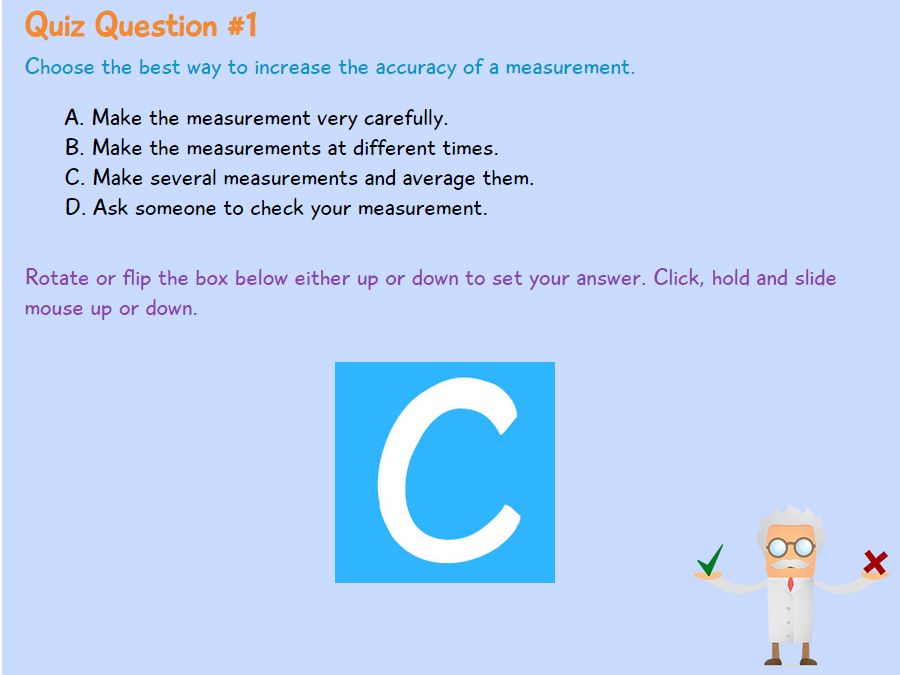 Quiz Question #1
Choose the best way to increase the accuracy of a measurement.
A. Make the measurement very carefully.
B. Make the measurements at different times.
C. Make several measurements and average them.
D. Ask someone to check your measurement.
Rotate or flip the box below either up or down to set your answer. Click, hold and slide
mouse up or down.
C